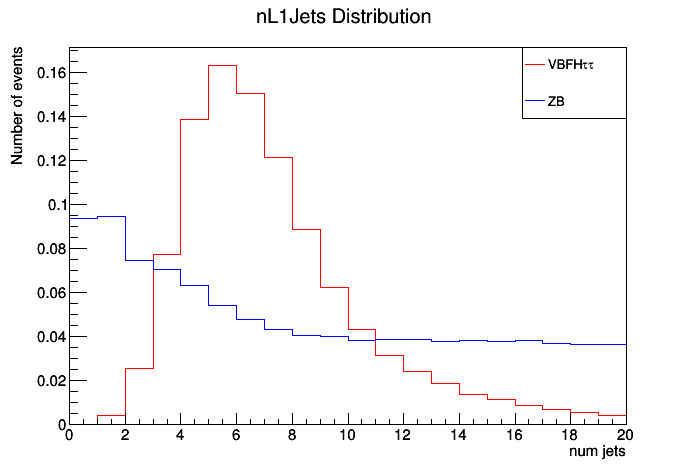 nL1Jets Distribution
Number of events
VBFHττ
ZB
0.16
0.14
0.12
0.1
0.08
0.06
0.04
0.02
0
0 2 4 6 8 10 12 14 16 18 20
num jets